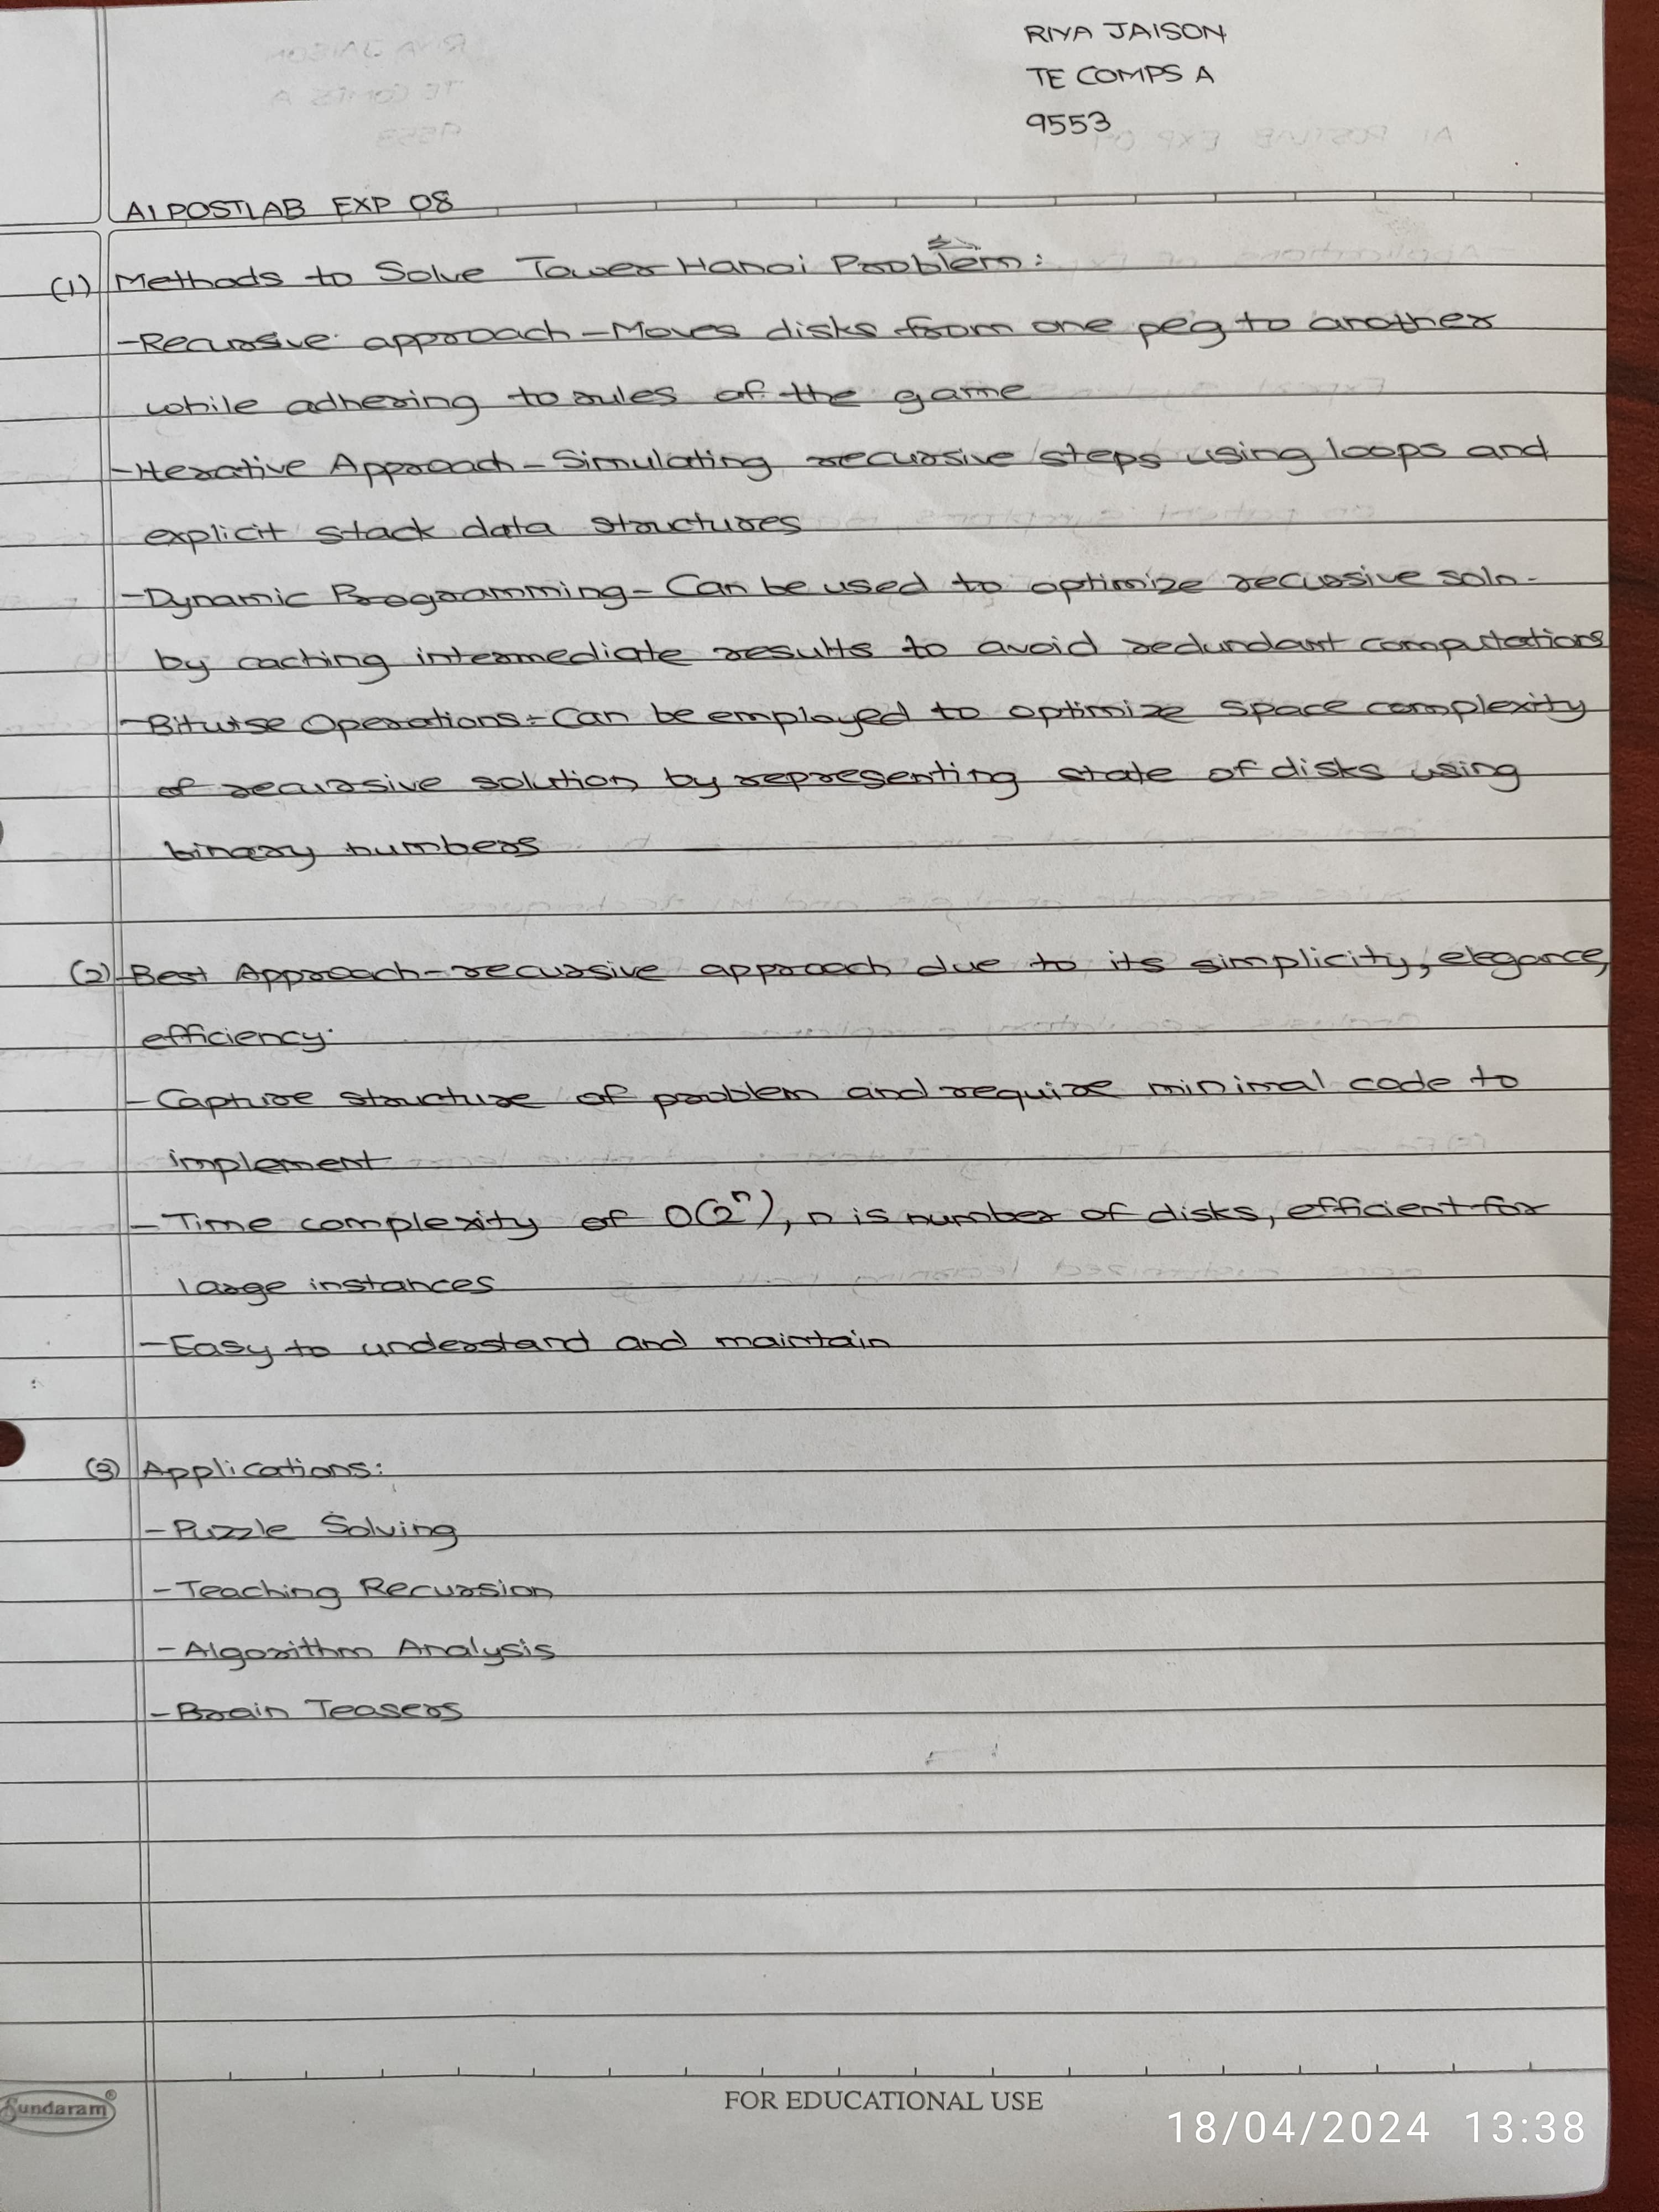 RIYA JAISON
TE COMPS A
9553
AI POSTLAB EXP 08
(1) Methods to Solve Tower Hanoi Problem:
- Recursive approach - Moves disks from one peg to another
while adhering to rules of the game
- Iterative Approach - Simulating recursive steps using loops and
explicit stack data structures
- Dynamic Programming - Can be used to optimize recursive soln.
by caching intermediate results to avoid redundant computations
- Bitwise Operations - Can be employed to optimize space complexity
of recursive solution by representing state of disks using
binary numbers
(2) Best Approach - recursive approach due to its simplicity, elegance,
efficiency.
- Capture structure of problem and require minimal code to
implement
- Time complexity of O(2ⁿ), n is number of disks, efficient for
large instances
- Easy to understand and maintain
(3) Applications:
- Puzzle Solving
- Teaching Recursion
- Algorithm Analysis
- Brain Teasers
Sundaram®
FOR EDUCATIONAL USE
18/04/2024 13:38